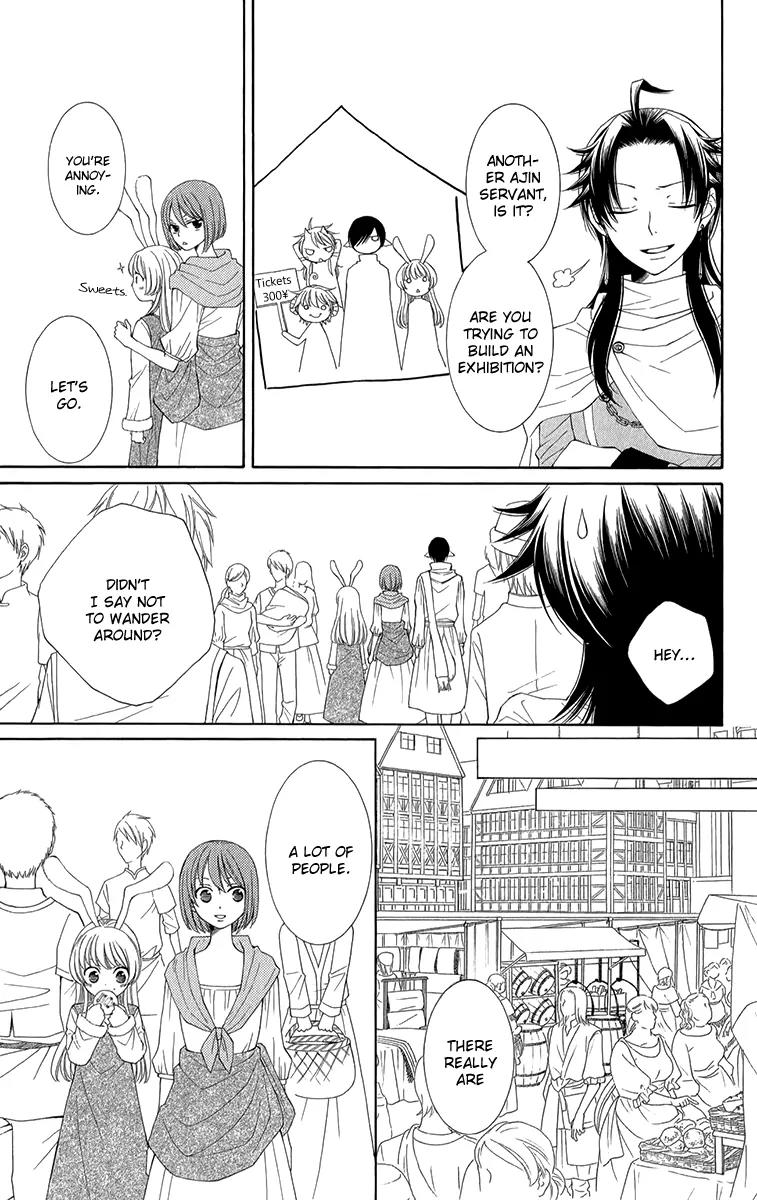 ANOTH-
ER AJIN
SERVANT,
IS IT?
ARE YOU
TRYING TO
BUILD AN
EXHIBITION?
Tickets
300¥
YOU'RE
ANNOY-
ING.
Sweets.
LET'S
GO.
HEY...
DIDN'T
I SAY NOT
TO WANDER
AROUND?
THERE
REALLY
ARE
A LOT OF
PEOPLE.